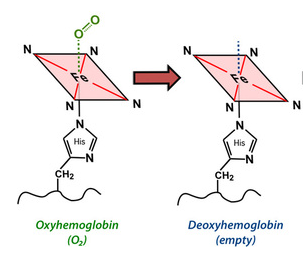 O O
N N
Fe
N N
N
His
N
CH2
Oxyhemoglobin
(O2)
N N
Fe
N N
N
His
N
CH2
Deoxyhemoglobin
(empty)